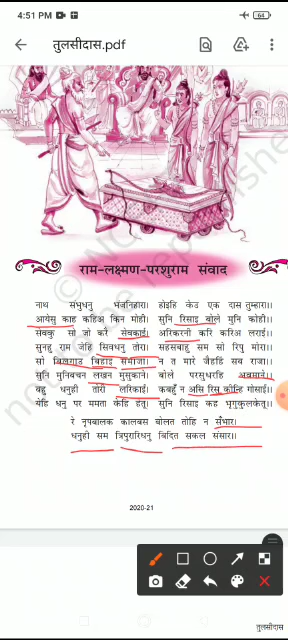 4:51 PM
64
तुलसीदास.pdf
राम-लक्ष्मण-परशुराम संवाद
नाथ संभुधनु भंजनिहारा। होइहि केउ एक दास तुम्हारा।।
आयेसु काह कहिअ किन मोही। सुनि रिसाइ बोले मुनि कोही।।
सेवकु सो जो करै सेवकाई। अरिकरनी करि करिअ लराई।।
सुनहु राम जेहि सिवधनु तोरा। सहसबाहु सम सो रिपु मोरा।।
सो बिलगाउ बिहाइ समाजा। न त मारे जैहहिं सब राजा।।
सुनि मुनिबचन लखन मुसुकाने। बोले परसुधरहि अवमाने।।
बहु धनुही तोरी लरिकाईं। कबहुँ न असि रिस कीन्हि गोसाईं।।
येहि धनु पर ममता केहि हेतू। सुनि रिसाइ कह भृगुकुलकेतू।।
रे नृपबालक कालबस बोलत तोहि न सँभार।
धनुही सम त्रिपुरारिधनु बिदित सकल संसार।।
2020-21
तुलसीदास